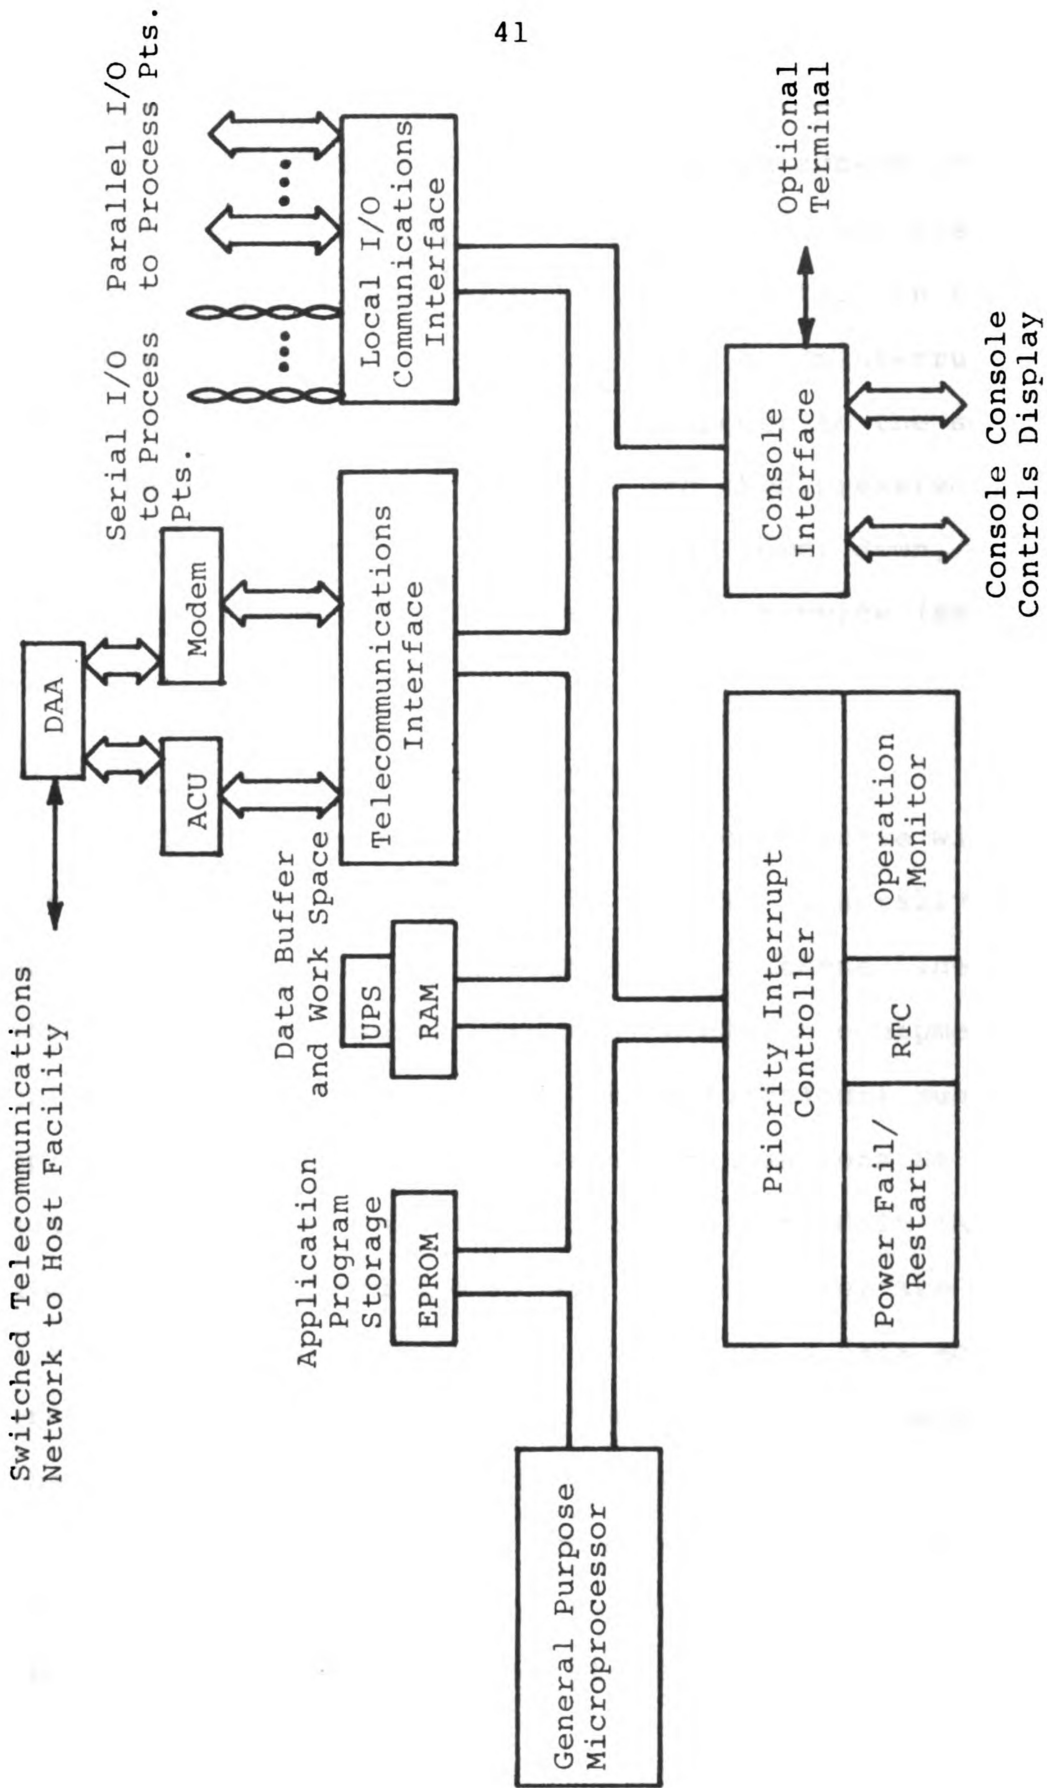 41
Switched Telecommunications
Network to Host Facility
DAA
ACU
Modem
Serial I/O
to Process
Pts.
Parallel I/O
to Process Pts.
Application
Program
Storage
EPROM
Data Buffer
and Work Space
UPS
RAM
Telecommunications
Interface
Local I/O
Communications
Interface
General Purpose
Microprocessor
Priority Interrupt
Controller
Power Fail/
Restart
RTC
Operation
Monitor
Console
Interface
Optional
Terminal
Console Console
Controls Display